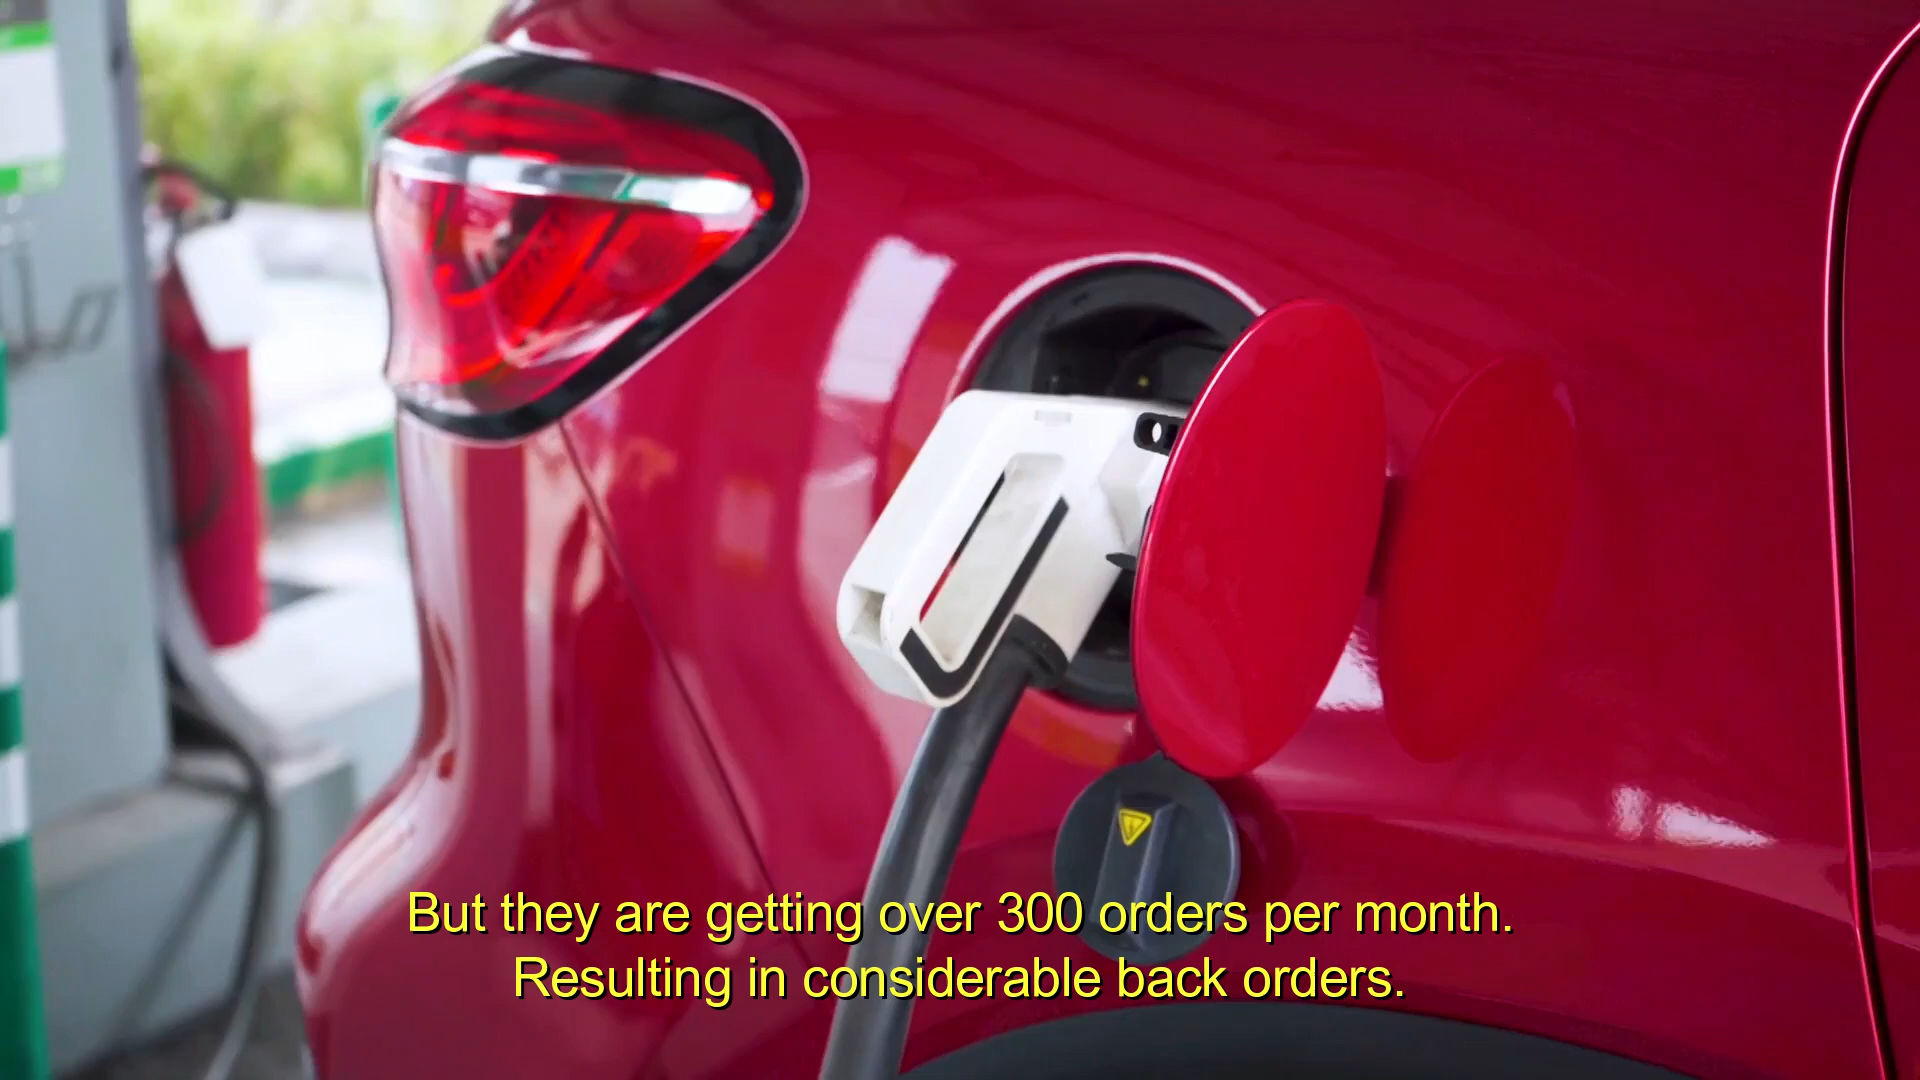 But they are getting over 300 orders per month.
Resulting in considerable back orders.